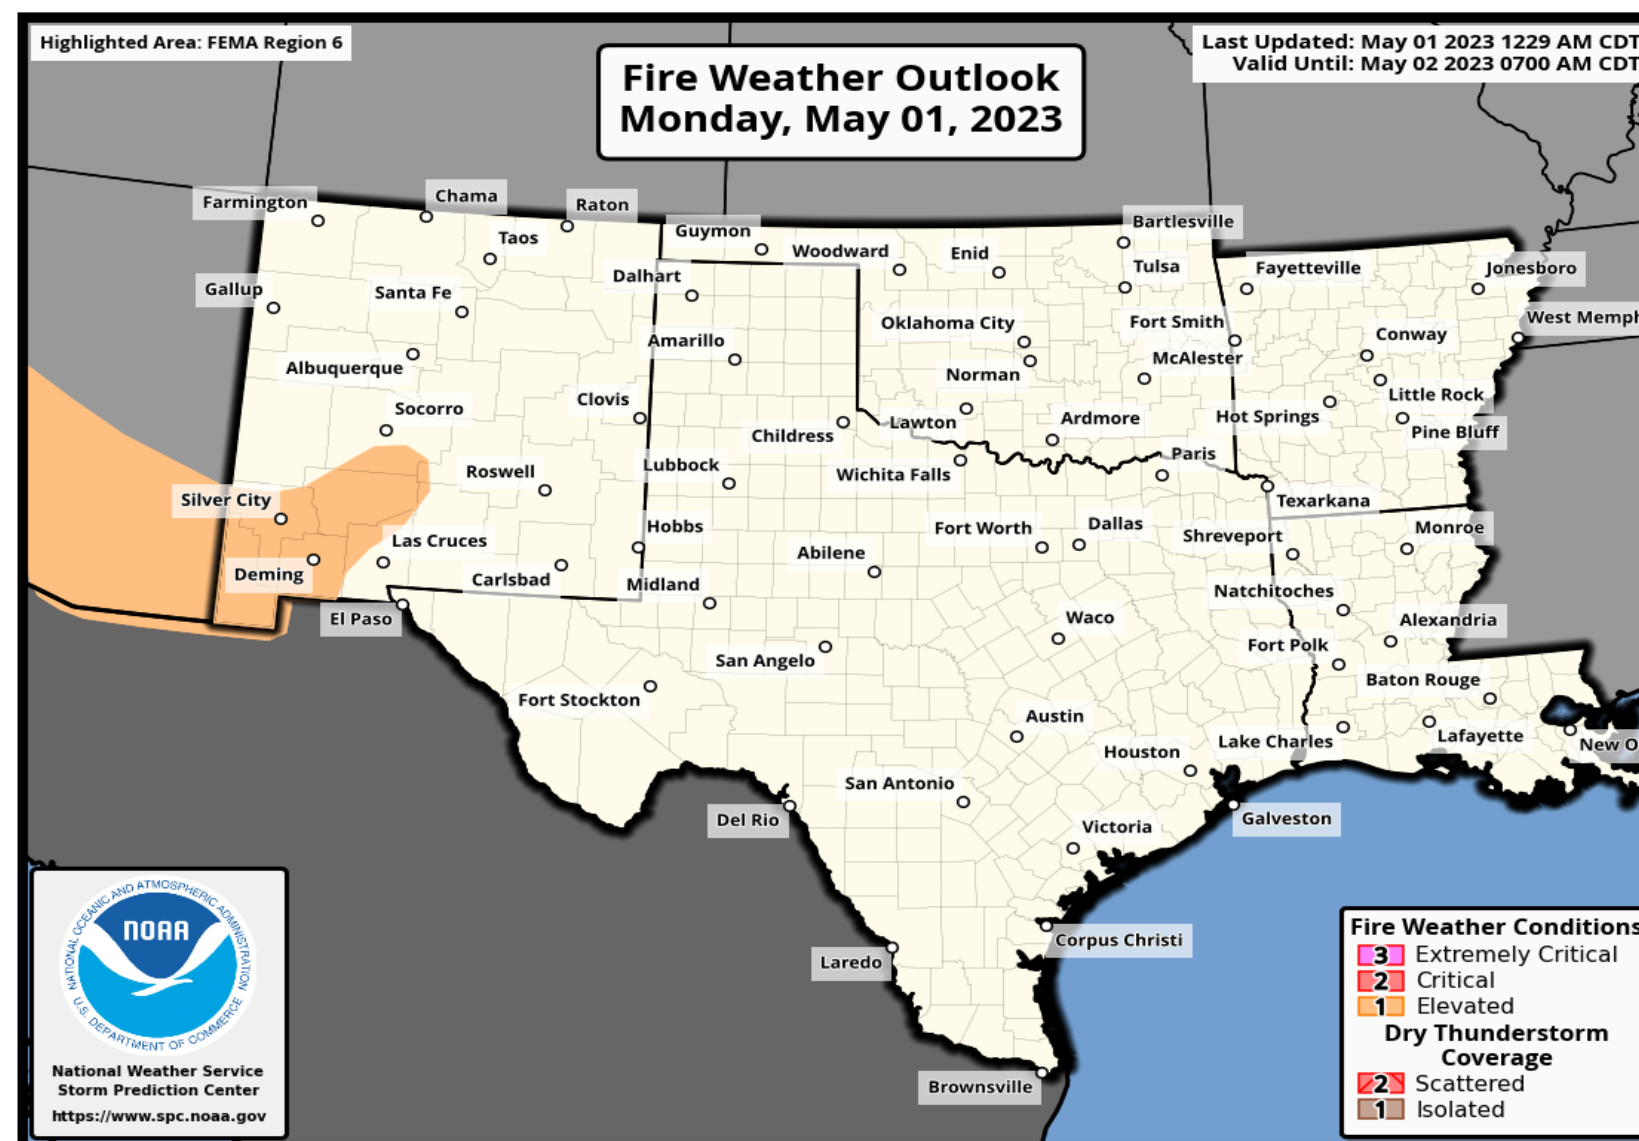 Highlighted Area: FEMA Region 6
Fire Weather Outlook
Monday, May 01, 2023
Last Updated: May 01 2023 1229 AM CDT
Valid Until: May 02 2023 0700 AM CDT
Farmington
Chama
Raton
Taos
Guymon
Woodward
Enid
Bartlesville
Tulsa
Fayetteville
Jonesboro
Gallup
Santa Fe
Dalhart
Oklahoma City
Fort Smith
West Memph
Albuquerque
Amarillo
Norman
McAlester
Conway
Little Rock
Socorro
Clovis
Childress
Lawton
Ardmore
Hot Springs
Pine Bluff
Silver City
Roswell
Lubbock
Wichita Falls
Paris
Texarkana
Las Cruces
Hobbs
Fort Worth
Dallas
Shreveport
Monroe
Deming
Carlsbad
Midland
Abilene
Natchitoches
El Paso
Waco
Alexandria
San Angelo
Fort Polk
Fort Stockton
Baton Rouge
Austin
Houston
Lake Charles
Lafayette
New O
San Antonio
Del Rio
Victoria
Galveston
Laredo
Corpus Christi
Brownsville
NATIONAL OCEANIC AND ATMOSPHERIC ADMINISTRATION
NOAA
U.S. DEPARTMENT OF COMMERCE
National Weather Service
Storm Prediction Center
https://www.spc.noaa.gov
Fire Weather Conditions
3 Extremely Critical
2 Critical
1 Elevated
Dry Thunderstorm
Coverage
2 Scattered
1 Isolated